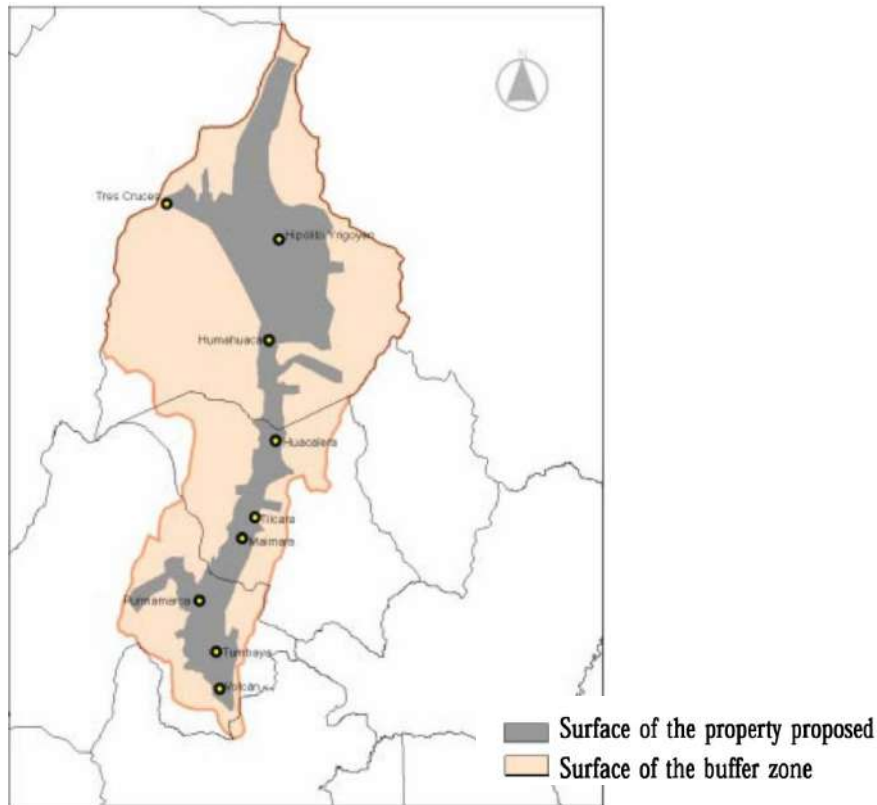 N
Tres Cruces
Hipólito Yrigoyen
Humahuaca
Huacalera
Tilcara
Maimara
Purmamarca
Tumbaya
Volcán
Surface of the property proposed
Surface of the buffer zone